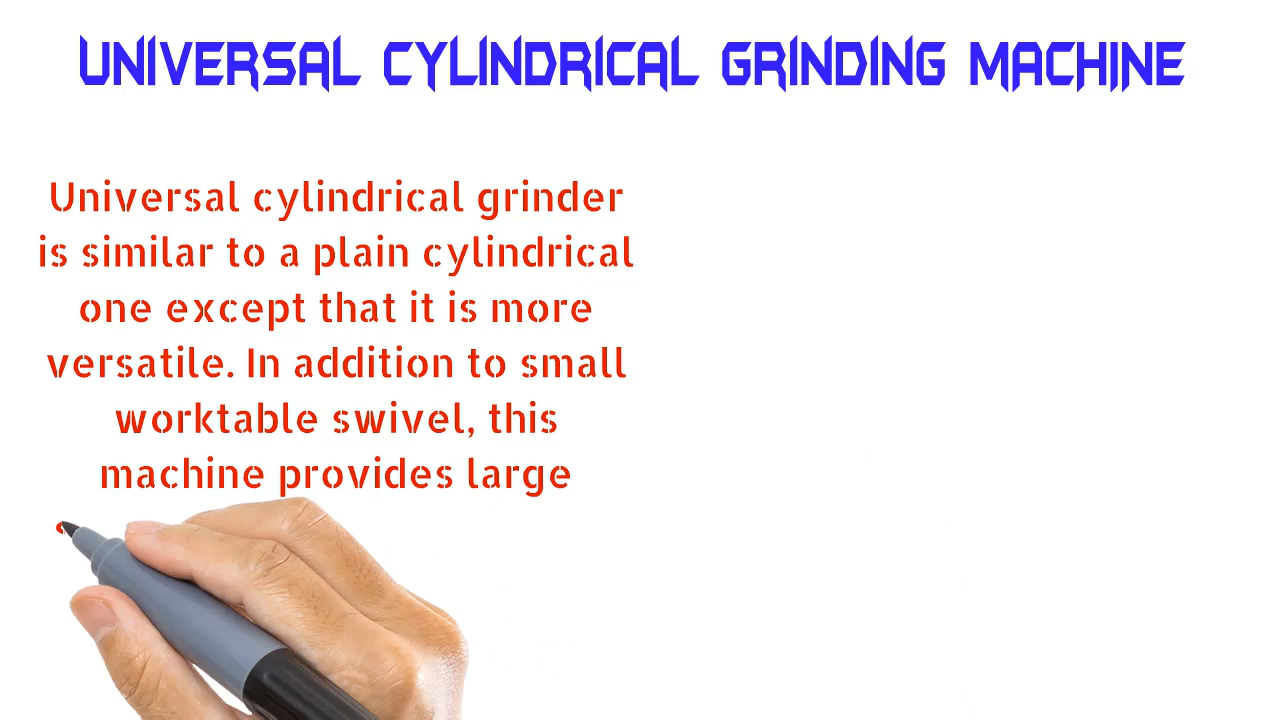 UNIVERSAL CYLINDRICAL GRINDING MACHINE
Universal cylindrical grinder
is similar to a plain cylindrical
one except that it is more
versatile. In addition to small
worktable swivel, this
machine provides large